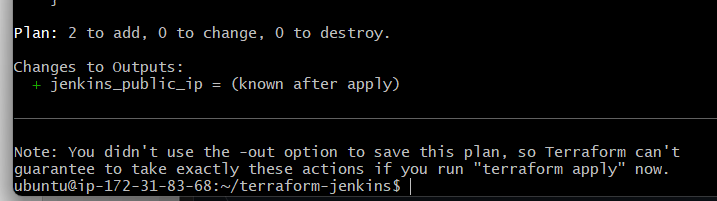 Plan: 2 to add, 0 to change, 0 to destroy.
Changes to Outputs:
+ jenkins_public_ip = (known after apply)
Note: You didn't use the -out option to save this plan, so Terraform can't
guarantee to take exactly these actions if you run "terraform apply" now.
ubuntu@ip-172-31-83-68:~/terraform-jenkins$